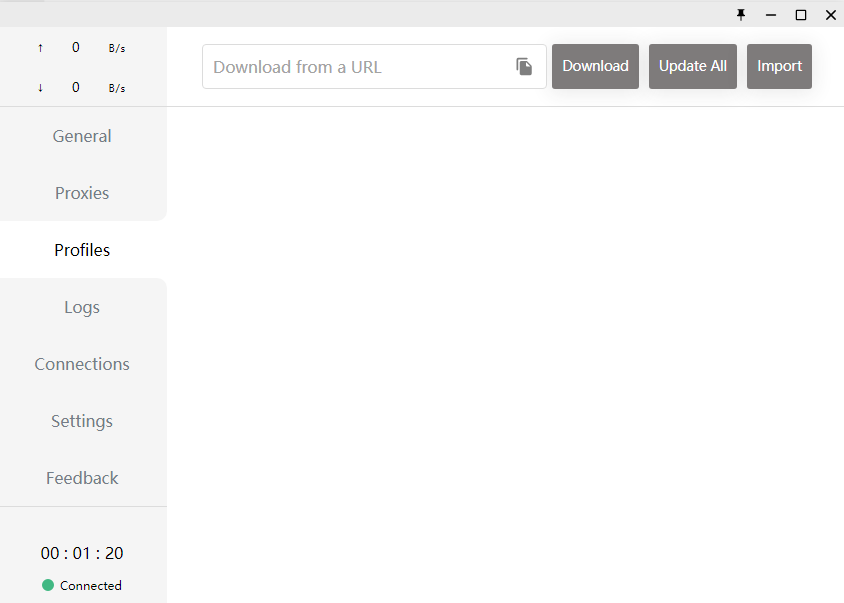 ↑ 0 B/s
↓ 0 B/s
Download from a URL
Download
Update All
Import
General
Proxies
Profiles
Logs
Connections
Settings
Feedback
00 : 01 : 20
Connected